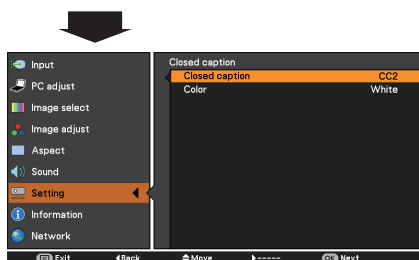 Closed caption
Input
Closed caption CC2
PC adjust
Color White
Image select
Image adjust
Aspect
Sound
Setting
Information
Network
Exit Back Move ----- OK Next